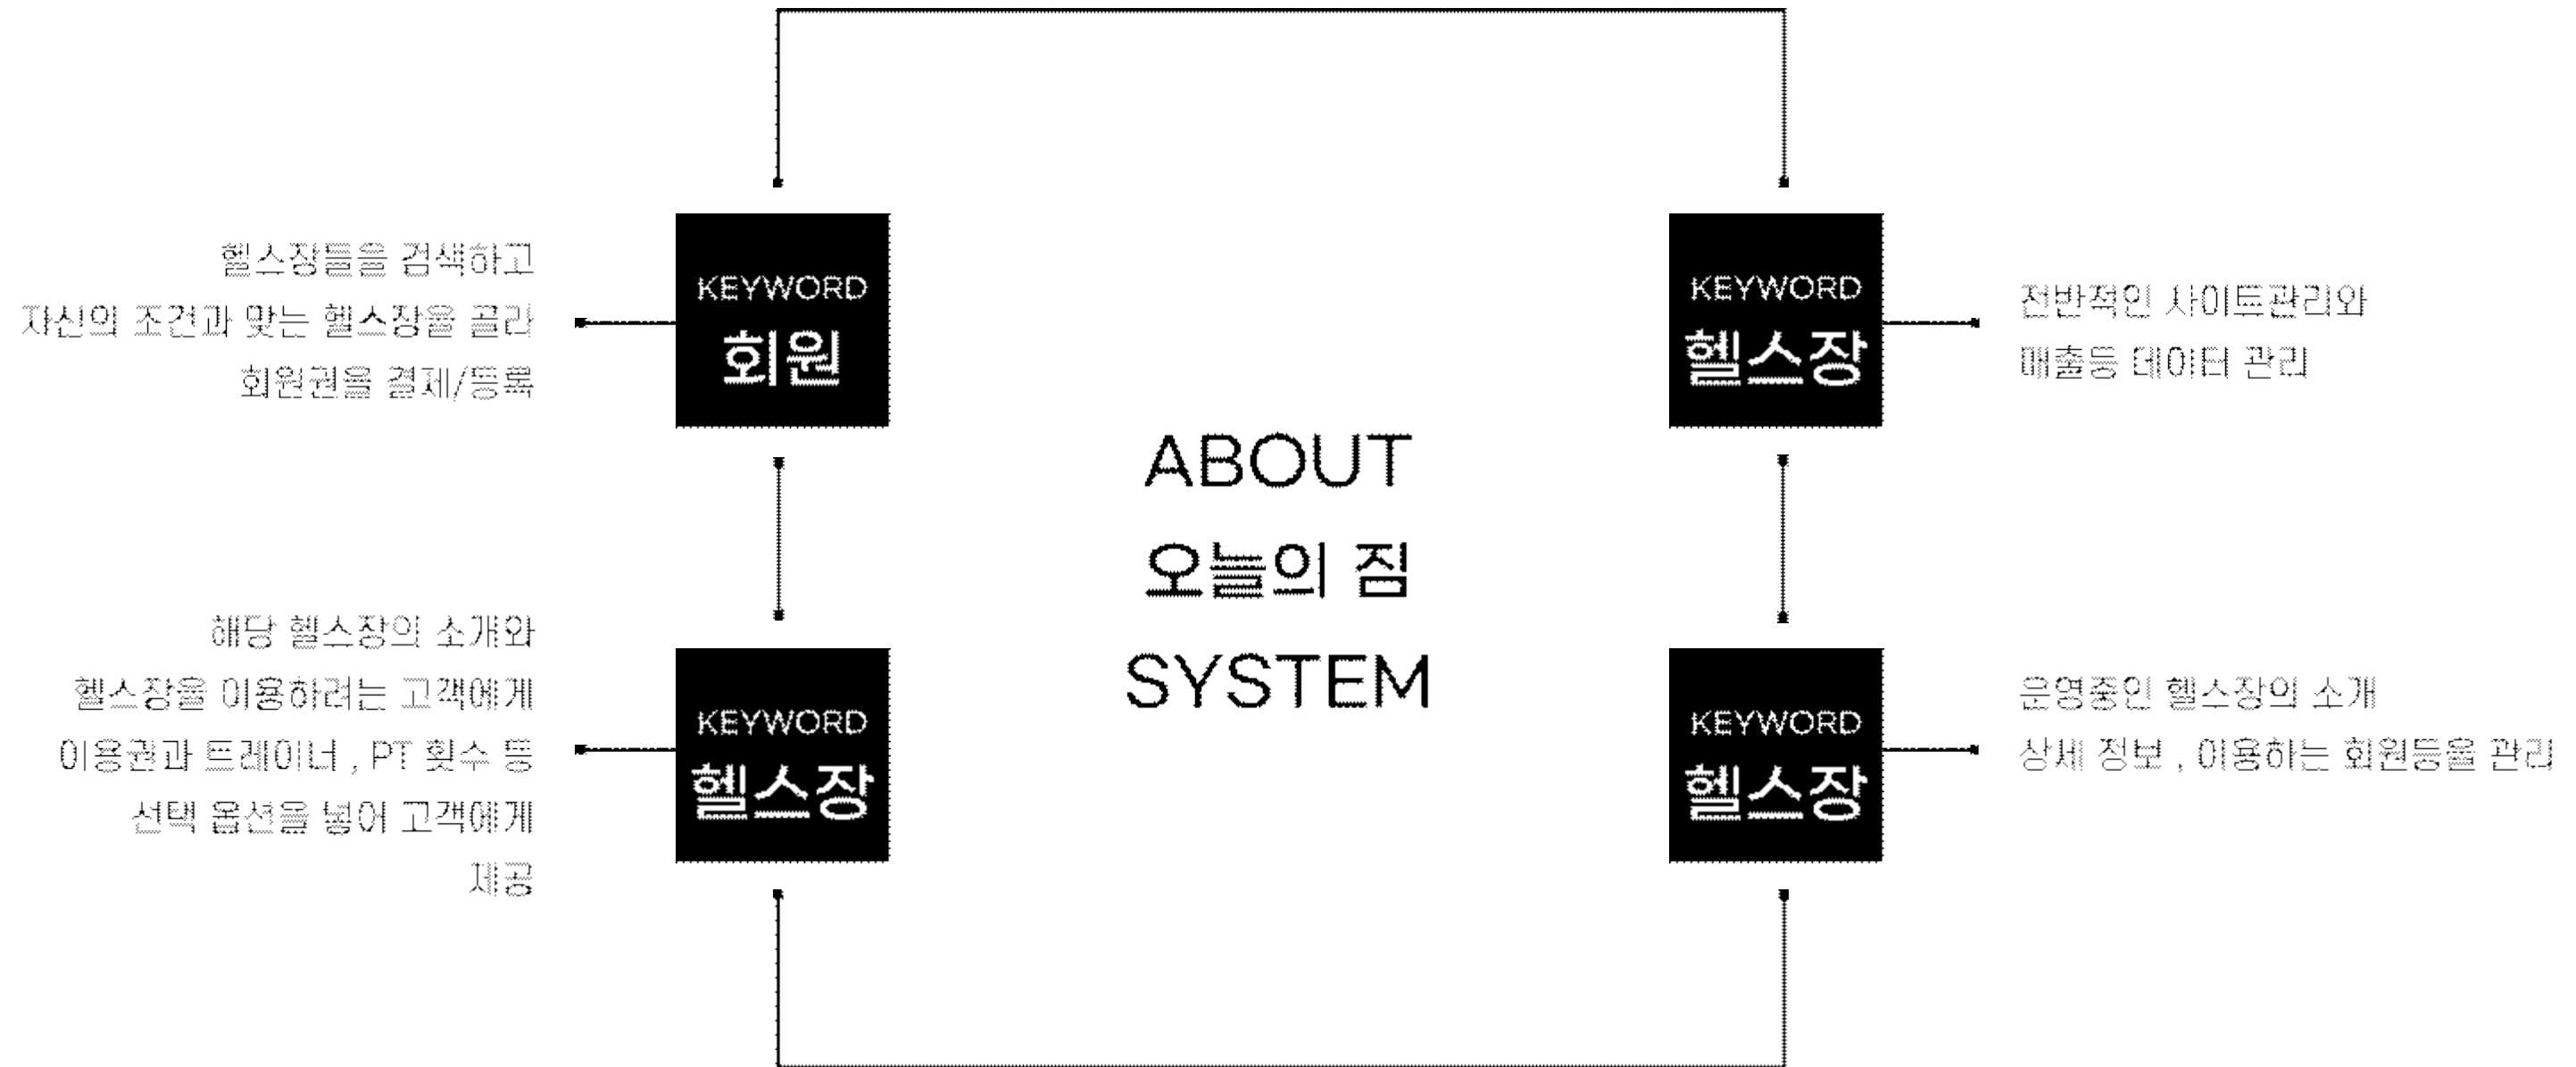 헬스장들을 검색하고
자신의 조건과 맞는 헬스장을 골라
회원권을 결제/등록
KEYWORD
회원
해당 헬스장의 소개와
헬스장을 이용하려는 고객에게
이용권과 트레이너 , PT 횟수 등
선택 옵션을 넣어 고객에게
제공
KEYWORD
헬스장
ABOUT
오늘의 짐
SYSTEM
KEYWORD
헬스장
전반적인 사이트관리와
매출등 데이터 관리
KEYWORD
헬스장
운영중인 헬스장의 소개
상세 정보 , 이용하는 회원등을 관리